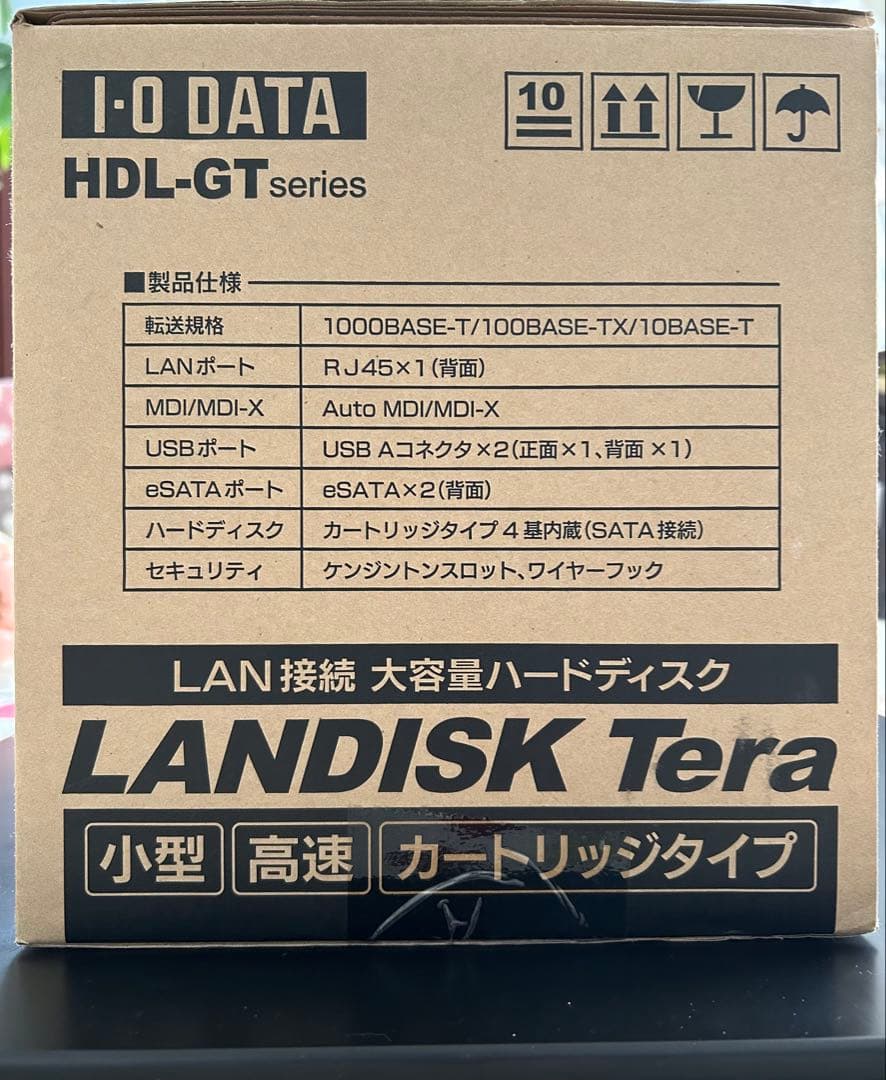 I-O DATA
HDL-GT series
10
■製品仕様
転送規格 1000BASE-T/100BASE-TX/10BASE-T
LANポート RJ45×1(背面)
MDI/MDI-X Auto MDI/MDI-X
USBポート USB Aコネクタ×2(正面×1、背面×1)
eSATAポート eSATA×2(背面)
ハードディスク カートリッジタイプ4基内蔵(SATA接続)
セキュリティ ケンジントンスロット、ワイヤーフック
LAN接続 大容量ハードディスク
LANDISK Tera
小型 高速 カートリッジタイプ